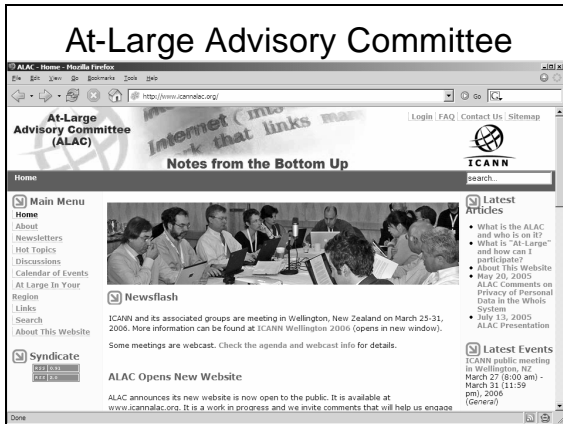 At-Large Advisory Committee
ALAC - Home - Mozilla Firefox
File Edit View Go Bookmarks Tools Help
http://www.icannalac.org/
Go
At-Large
Advisory Committee
(ALAC)
Internet
that links
Notes from the Bottom Up
Login FAQ Contact Us Sitemap
ICANN
Home
search...
Main Menu
Home
About
Newsletters
Hot Topics
Discussions
Calendar of Events
At Large In Your
Region
Links
Search
About This Website
Syndicate
RSS 0.91
RSS 2.0
Newsflash
ICANN and its associated groups are meeting in Wellington, New Zealand on March 25-31,
2006. More information can be found at ICANN Wellington 2006 (opens in new window).
Some meetings are webcast. Check the agenda and webcast info for details.
ALAC Opens New Website
ALAC announces its new website is now open to the public. It is available at
www.icannalac.org. It is a work in progress and we invite comments that will help us engage
Latest
Articles
What is the ALAC
and who is on it?
What is "At-Large"
and how can I
participate?
About This Website
May 20, 2005
ALAC Comments on
Privacy of Personal
Data in the Whois
System
July 13, 2005
ALAC Presentation
Latest Events
ICANN public meeting
in Wellington, NZ
March 27 (8:00 am) -
March 31 (11:59
pm), 2006
(General)
Done